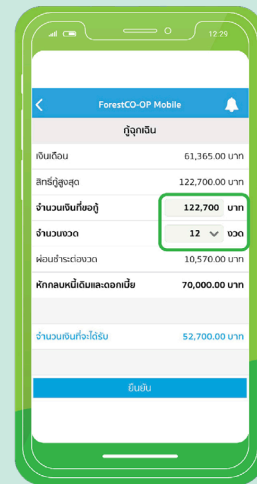 12:29
ForestCO-OP Mobile
กู้ฉุกเฉิน
เงินเดือน 61,365.00 บาท
สิทธิ์กู้สูงสุด 122,700.00 บาท
จำนวนเงินที่ขอกู้ 122,700 บาท
จำนวนงวด 12 งวด
ผ่อนชำระต่องวด 10,570.00 บาท
หักกลบหนี้เดิมและดอกเบี้ย 70,000.00 บาท
จำนวนเงินที่จะได้รับ 52,700.00 บาท
ยืนยัน